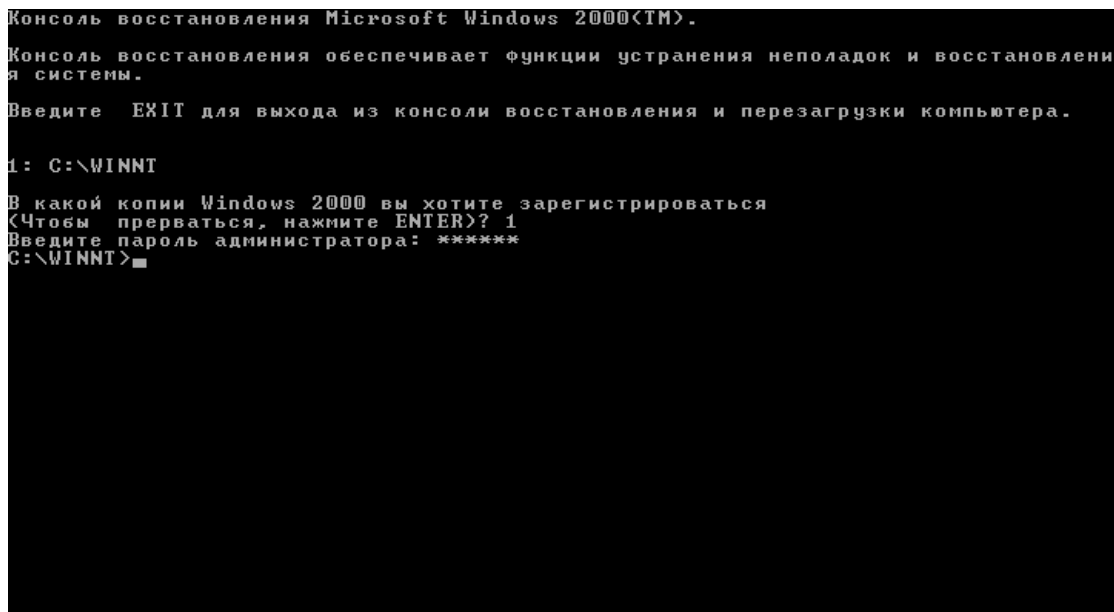 Консоль восстановления Microsoft Windows 2000(TM).
Консоль восстановления обеспечивает функции устранения неполадок и восстановлени
я системы.
Введите  EXIT для выхода из консоли восстановления и перезагрузки компьютера.
1: C:\WINNT
В какой копии Windows 2000 вы хотите зарегистрироваться
(Чтобы  прерваться, нажмите ENTER)? 1
Введите пароль администратора: ******
C:\WINNT>